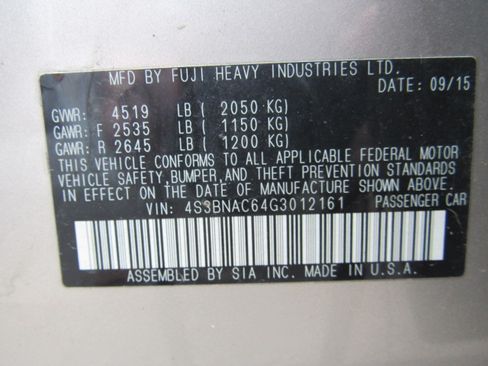 MFD BY FUJI HEAVY INDUSTRIES LTD.
DATE: 09/15
GVWR: 4519 LB ( 2050 KG)
GAWR: F 2535 LB ( 1150 KG)
GAWR: R 2645 LB ( 1200 KG)
THIS VEHICLE CONFORMS TO ALL APPLICABLE FEDERAL MOTOR
VEHICLE SAFETY,BUMPER,AND THEFT PREVENTION STANDARDS
IN EFFECT ON THE DATE OF MANUFACTURE SHOWN ABOVE.
VIN: 4S3BNAC64G3012161 PASSENGER CAR
ASSEMBLED BY SIA INC. MADE IN U.S.A.